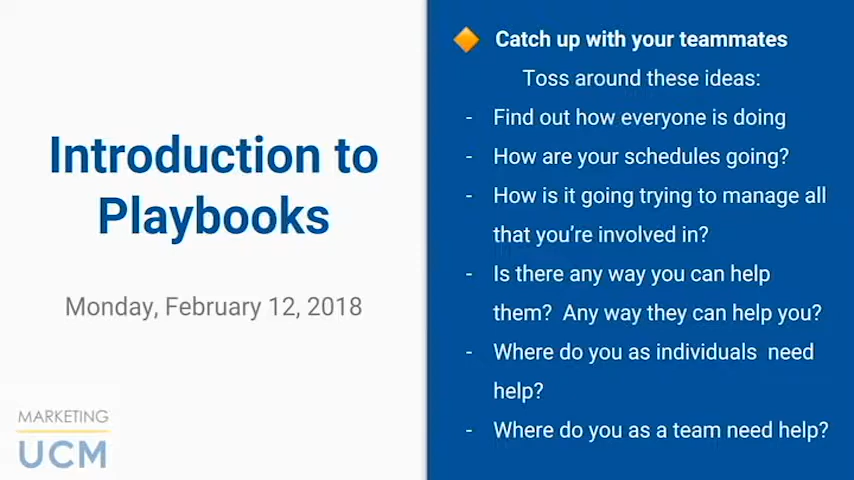 Introduction to
Playbooks
Monday, February 12, 2018
MARKETING
UCM
Catch up with your teammates
Toss around these ideas:
- Find out how everyone is doing
- How are your schedules going?
- How is it going trying to manage all
that you're involved in?
- Is there any way you can help
them?  Any way they can help you?
- Where do you as individuals  need
help?
- Where do you as a team need help?